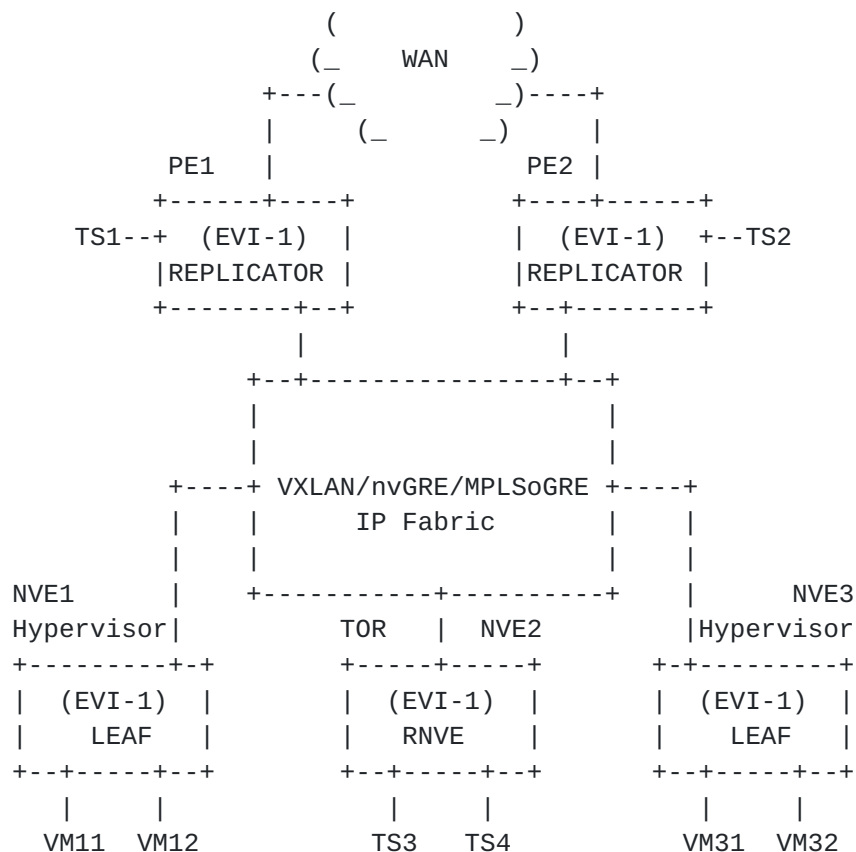 WAN
PE1 PE2
TS1 (EVI-1) (EVI-1) TS2
REPLICATOR REPLICATOR
VXLAN/nvGRE/MPLSoGRE
IP Fabric
NVE1 NVE3
Hypervisor TOR NVE2 Hypervisor
(EVI-1) (EVI-1) (EVI-1)
LEAF RNVE LEAF
VM11 VM12 TS3 TS4 VM31 VM32